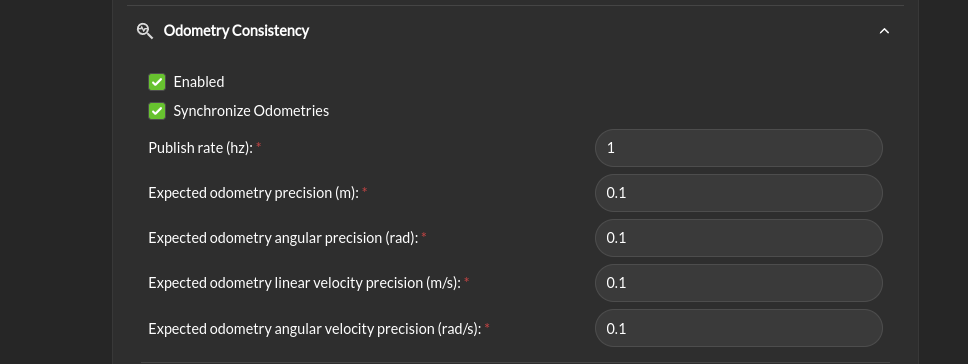 Odometry Consistency
Enabled
Synchronize Odometries
Publish rate (hz): * 1
Expected odometry precision (m): * 0.1
Expected odometry angular precision (rad): * 0.1
Expected odometry linear velocity precision (m/s): * 0.1
Expected odometry angular velocity precision (rad/s): * 0.1